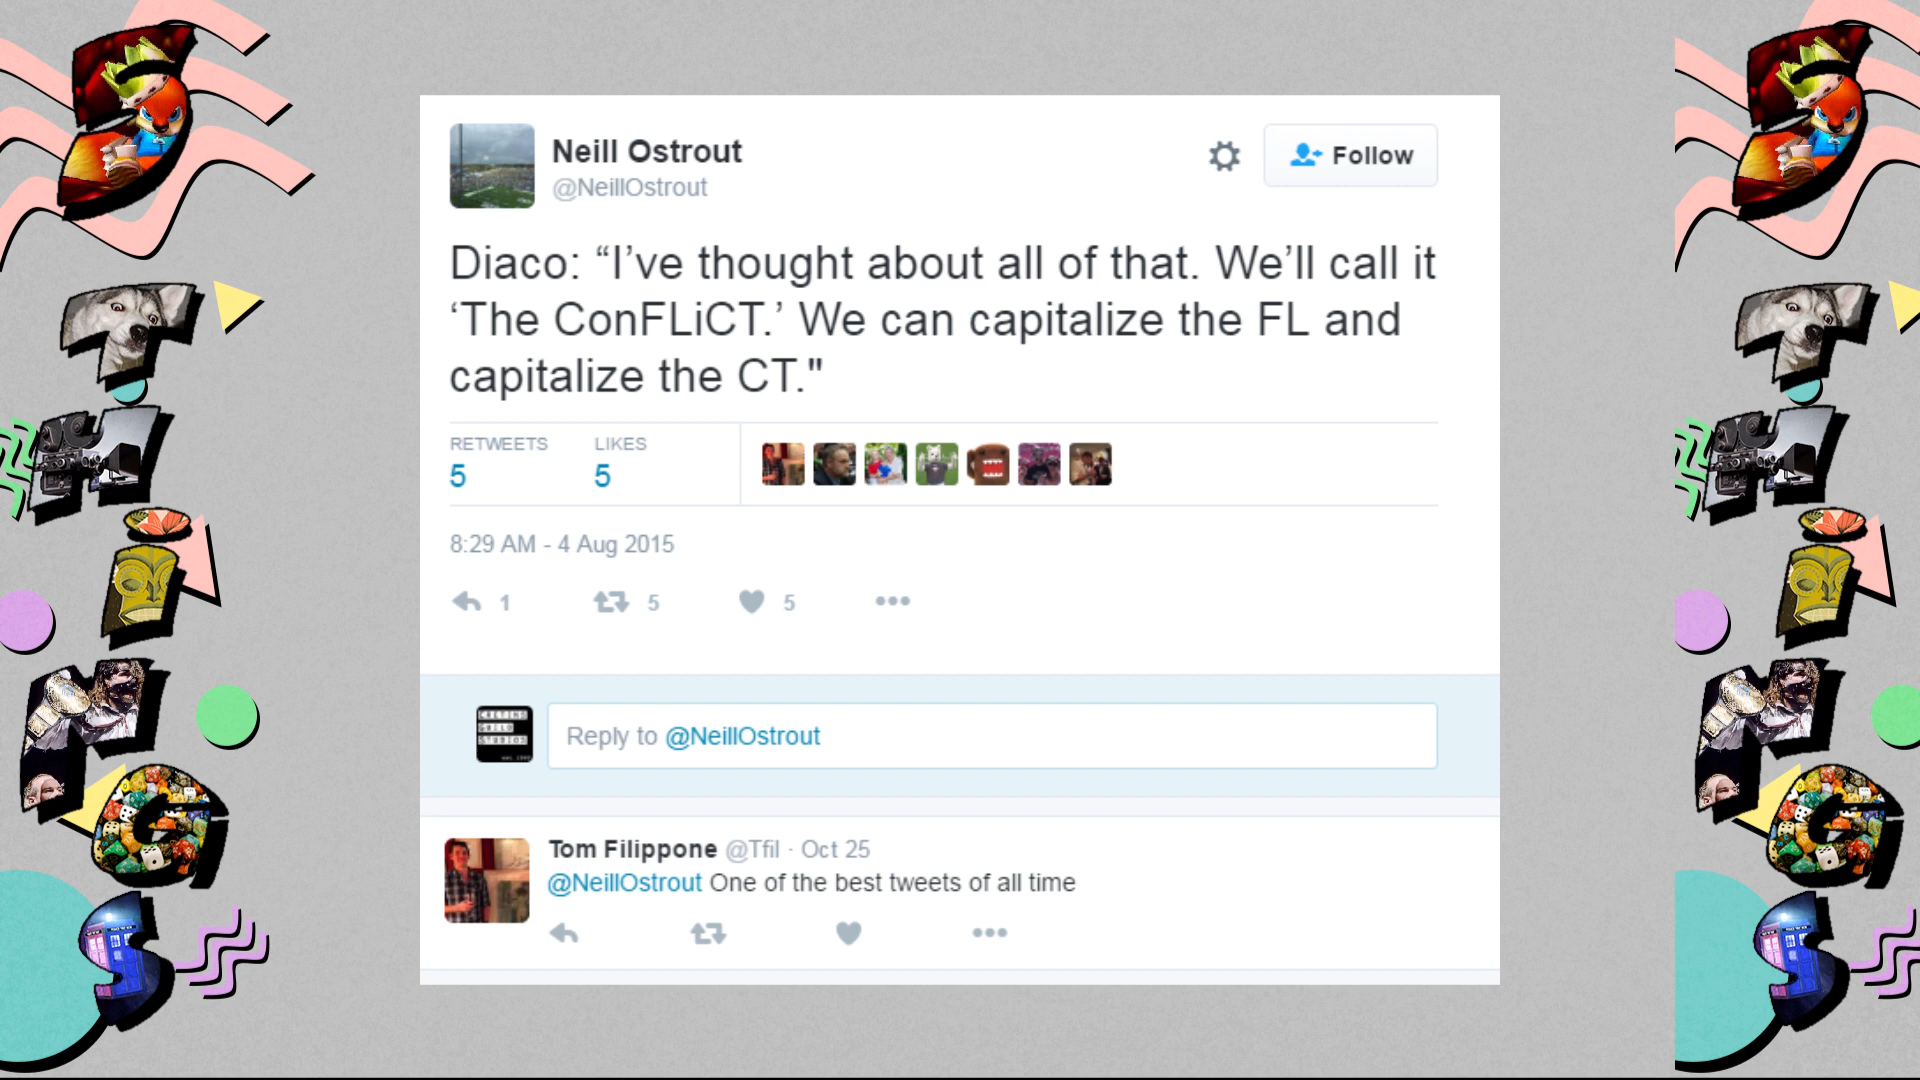 Neill Ostrout
@NeillOstrout
Follow
Diaco: “I’ve thought about all of that. We’ll call it
‘The ConFLiCT.’ We can capitalize the FL and
capitalize the CT."
RETWEETS LIKES
5 5
8:29 AM - 4 Aug 2015
1 5 5
Reply to @NeillOstrout
Tom Filippone @Tfil · Oct 25
@NeillOstrout One of the best tweets of all time
5
T
H
I
N
G
S
5
T
H
I
N
G
S